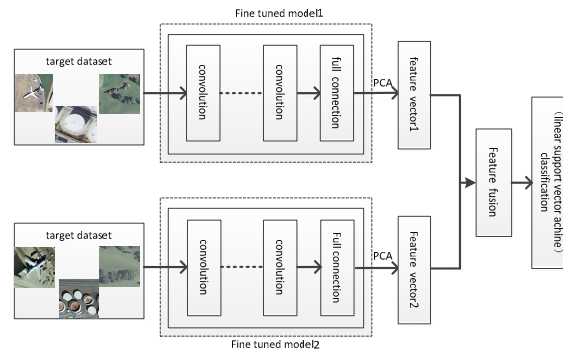 Fine tuned model1
target dataset
convolution
convolution
full connection
PCA
feature vector1
Feature fusion
(linear support vector achine)
classification
target dataset
convolution
convolution
Full connection
PCA
Feature vector2
Fine tuned model2